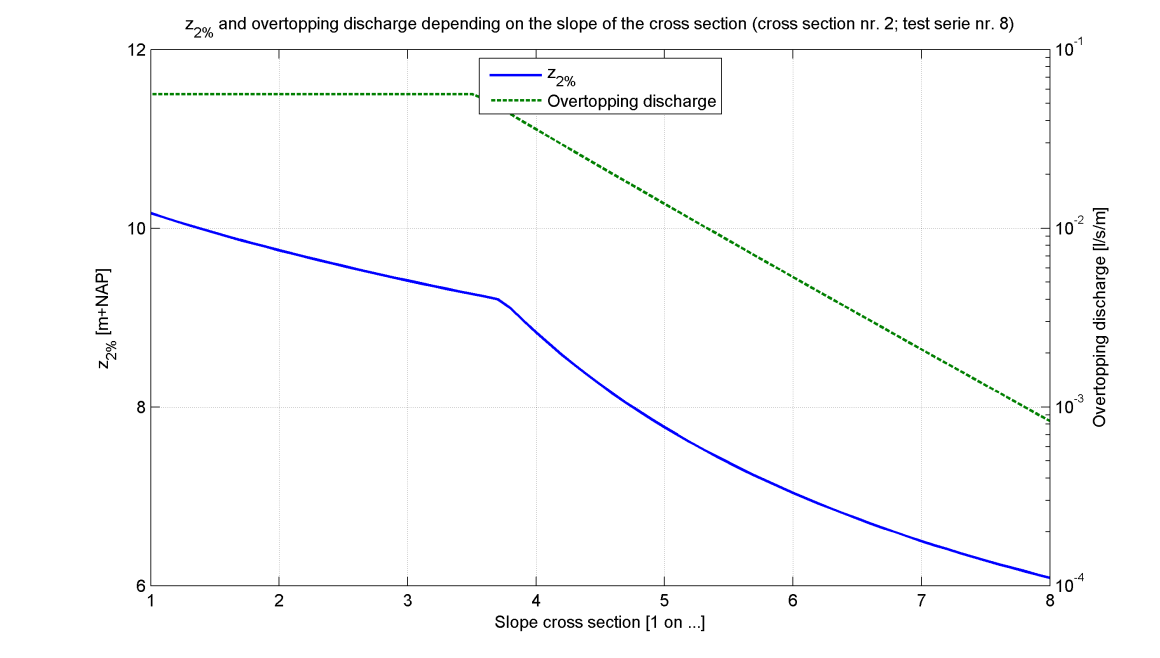 z2% and overtopping discharge depending on the slope of the cross section (cross section nr. 2; test serie nr. 8)
z2%
Overtopping discharge
12
10
8
6
z2% [m+NAP]
10-1
10-2
10-3
10-4
Overtopping discharge [l/s/m]
1 2 3 4 5 6 7 8
Slope cross section [1 on ...]